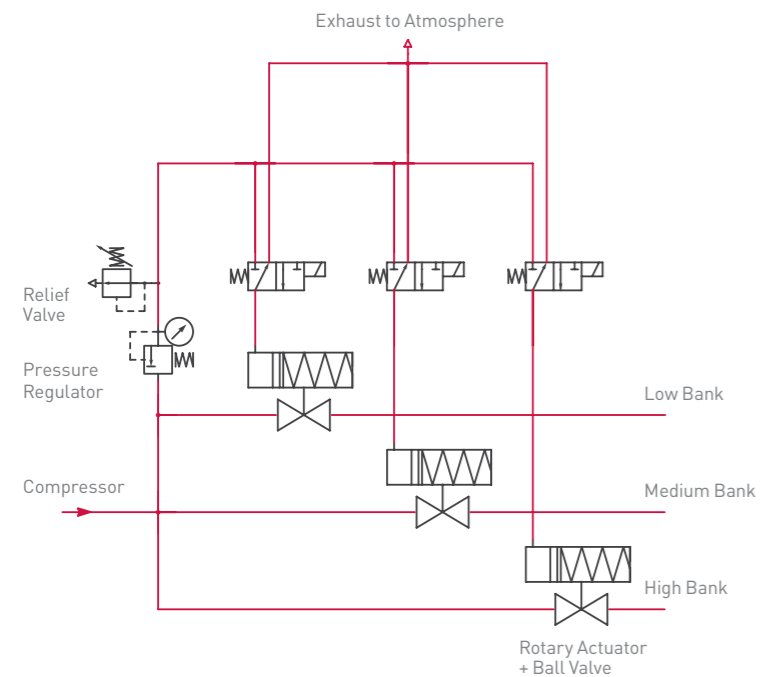 Exhaust to Atmosphere
Relief
Valve
Pressure
Regulator
Low Bank
Compressor
Medium Bank
High Bank
Rotary Actuator
+ Ball Valve